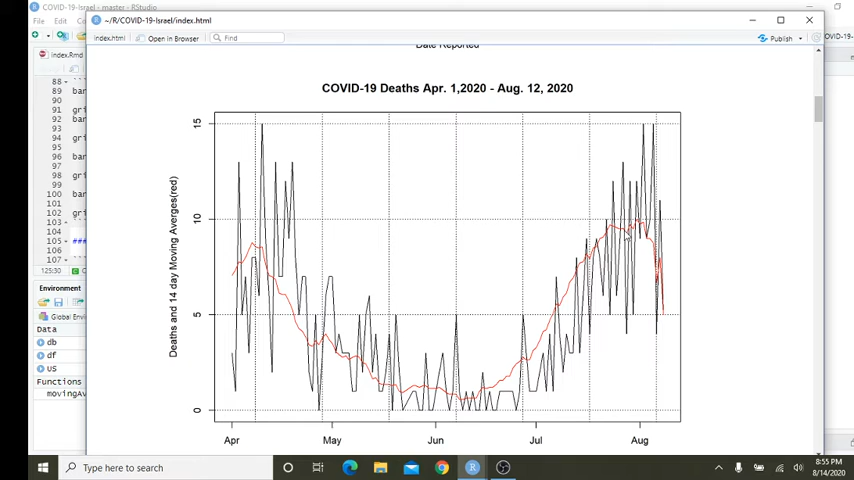 COVID-19-Israel - master - RStudio
~/R/COVID-19-Israel/index.html
File
index.html
Open in Browser
Find
Publish
index.Rmd
Date Reported
COVID-19 Deaths Apr. 1,2020 - Aug. 12, 2020
Deaths and 14 day Moving Averges(red)
15
10
5
0
Apr
May
Jun
Jul
Aug
88
89
90
91
92
93
94
95
96
97
98
99
100
101
102
103
104
105
106
107
125:30
Environment
Data
db
df
US
Functions
Type here to search
8:55 PM
8/14/2020